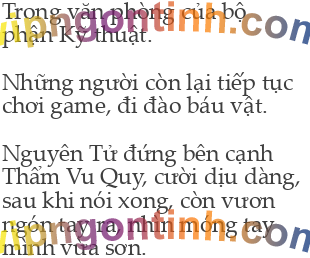 Trong văn phòng của bộ
phận Kỹ thuật.
Những người còn lại tiếp tục
chơi game, đi đào báu vật.
Nguyên Tử đứng bên cạnh
Thẩm Vu Quy, cười dịu dàng,
sau khi nói xong, còn vươn
ngón tay ra, nhìn móng tay
mình vừa sơn.